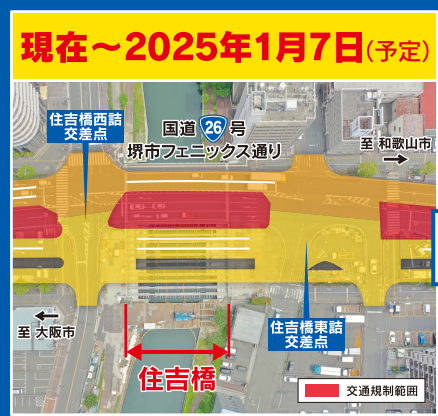 現在～2025年1月7日(予定)
住吉橋西詰
交差点
国道26号
堺市フェニックス通り
至 和歌山市
至 大阪市
住吉橋
住吉橋東詰
交差点
交通規制範囲